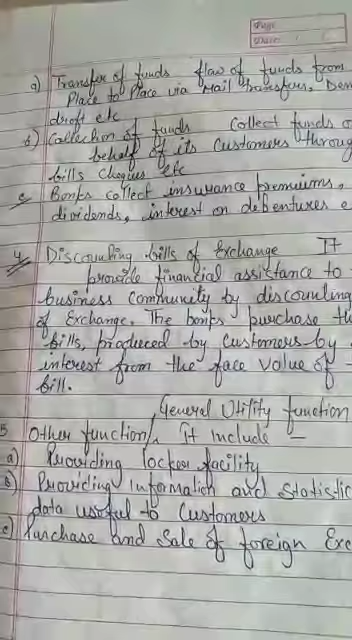 Page
Date
a) Transfer of funds. flow of funds from
Place to Place via Mail transfers, Dem
draft etc
b) Collection of funds Collect funds o
behalf of its Customers throug
bills Cheques etc
c Banks collect insurance premiums,
dividends, interest on debentures e
4 Discounting bills of Exchange It
provide financial assistance to
business community by discounting
of Exchange. The banks purchase th
bills, produced by Customers by
interest from the face value of
bill.
General Utility function
5 Other function/. It include -
a) Providing locker facility
b) Providing Information and Statistic
data useful to Customers
c) Purchase and Sale of foreign Exc